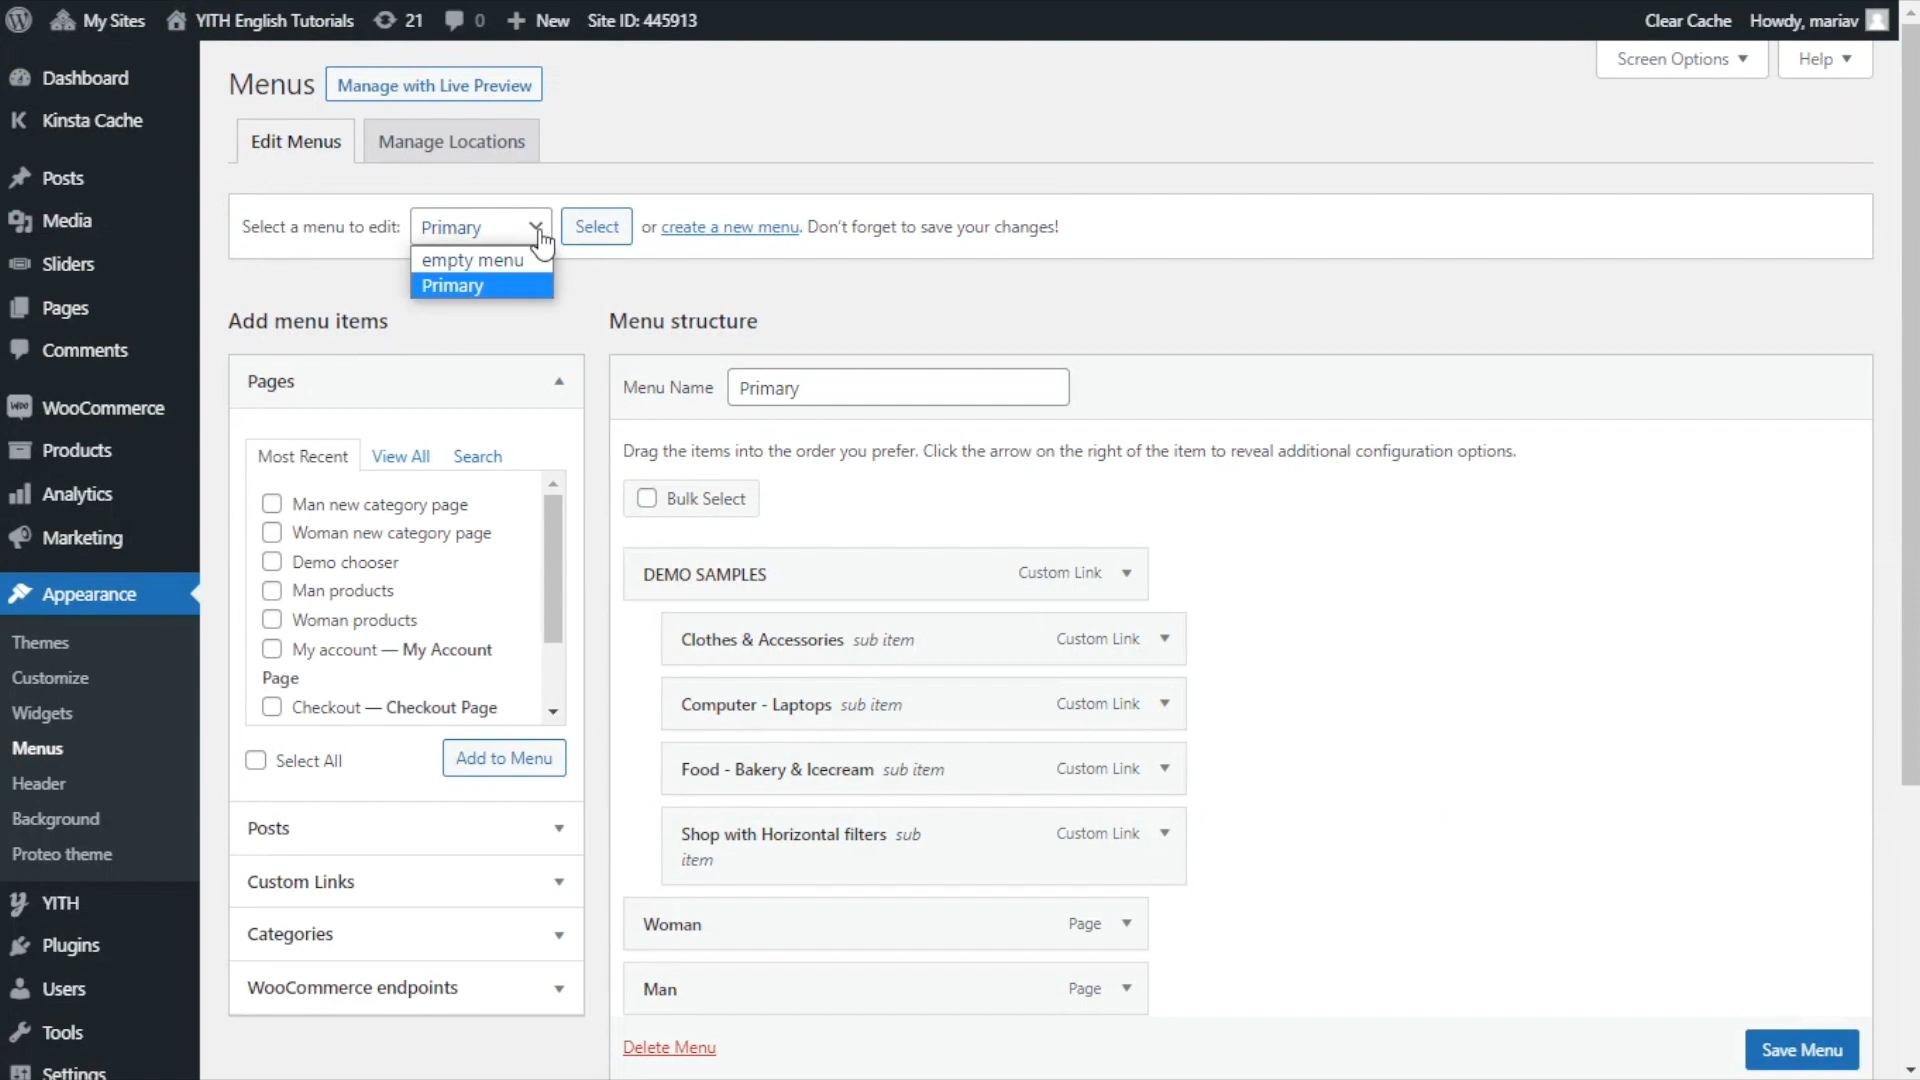 My Sites
YITH English Tutorials
21
0
New
Site ID: 445913
Clear Cache
Howdy, mariav
Dashboard
Kinsta Cache
Posts
Media
Sliders
Pages
Comments
WooCommerce
Products
Analytics
Marketing
Appearance
Themes
Customize
Widgets
Menus
Header
Background
Proteo theme
YITH
Plugins
Users
Tools
Settings
Screen Options
Help
Menus
Manage with Live Preview
Edit Menus
Manage Locations
Select a menu to edit:
Primary
Select
or create a new menu. Don't forget to save your changes!
empty menu
Primary
Add menu items
Pages
Most Recent
View All
Search
Man new category page
Woman new category page
Demo chooser
Man products
Woman products
My account — My Account
Page
Checkout — Checkout Page
Select All
Add to Menu
Posts
Custom Links
Categories
WooCommerce endpoints
Menu structure
Menu Name
Primary
Drag the items into the order you prefer. Click the arrow on the right of the item to reveal additional configuration options.
Bulk Select
DEMO SAMPLES Custom Link
Clothes & Accessories sub item Custom Link
Computer - Laptops sub item Custom Link
Food - Bakery & Icecream sub item Custom Link
Shop with Horizontal filters sub Custom Link
item
Woman Page
Man Page
Delete Menu
Save Menu